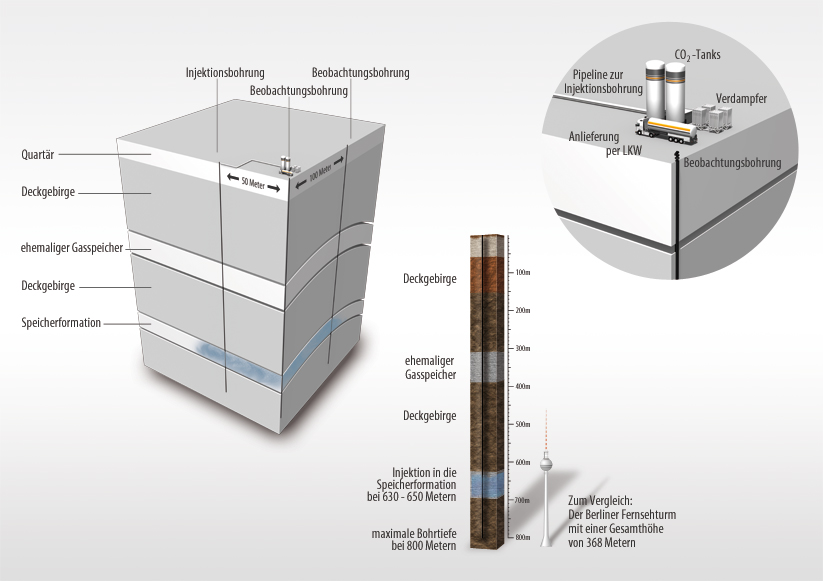 Injektionsbohrung
Beobachtungsbohrung
Beobachtungsbohrung
Quartär
Deckgebirge
ehemaliger Gasspeicher
Deckgebirge
Speicherformation
50 Meter
100 Meter
CO2-Tanks
Pipeline zur
Injektionsbohrung
Verdampfer
Anlieferung
per LKW
Beobachtungsbohrung
Deckgebirge
ehemaliger
Gasspeicher
Deckgebirge
Injektion in die
Speicherformation
bei 630 - 650 Metern
maximale Bohrtiefe
bei 800 Metern
100m
200m
300m
400m
500m
600m
700m
800m
Zum Vergleich:
Der Berliner Fernsehturm
mit einer Gesamthöhe
von 368 Metern